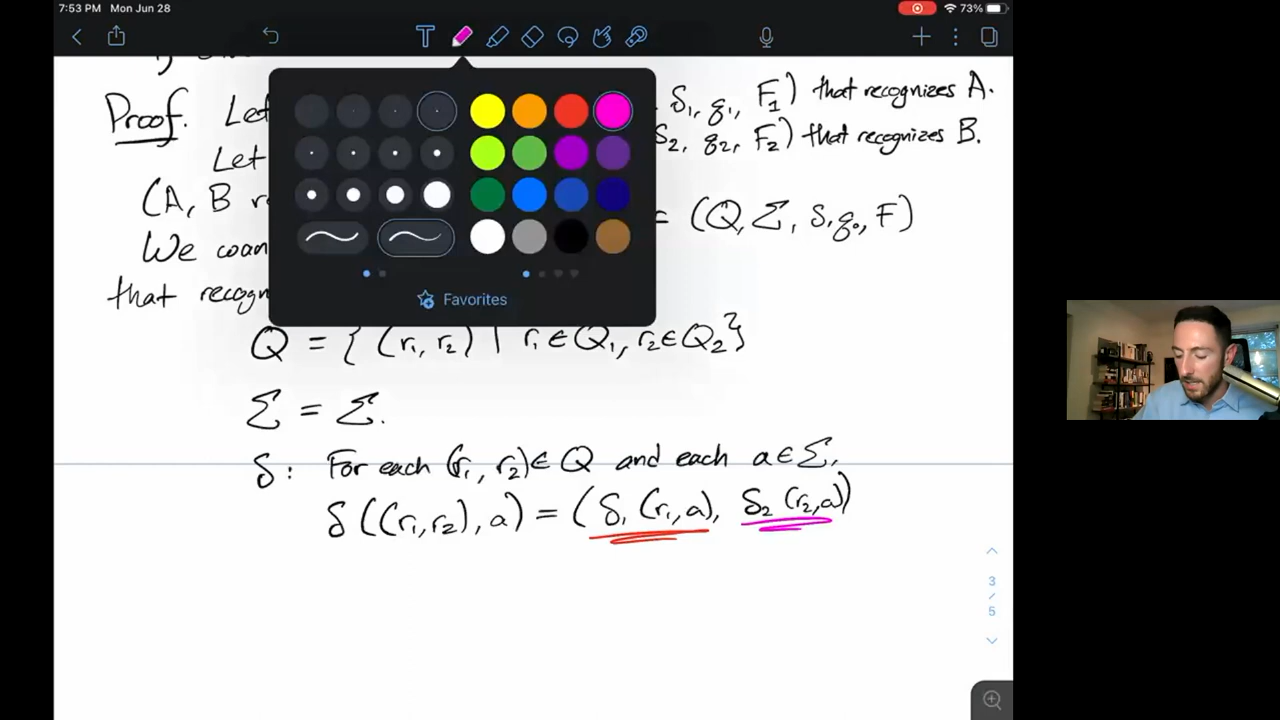 7:53 PM Mon Jun 28
73%
T
Favorites
Proof. Let δ₁, q₁, F₁) that recognizes A.
Let δ₂, q₂, F₂) that recognizes B.
(A, B = (Q, Σ, δ, q₀, F)
We
that
Q = { (r₁, r₂) | r₁ ∈ Q₁, r₂ ∈ Q₂}
Σ = Σ.
δ: For each (r₁, r₂) ∈ Q and each a ∈ Σ,
δ((r₁, r₂), a) = (δ₁ (r₁, a), δ₂ (r₂, a))
3
/
5